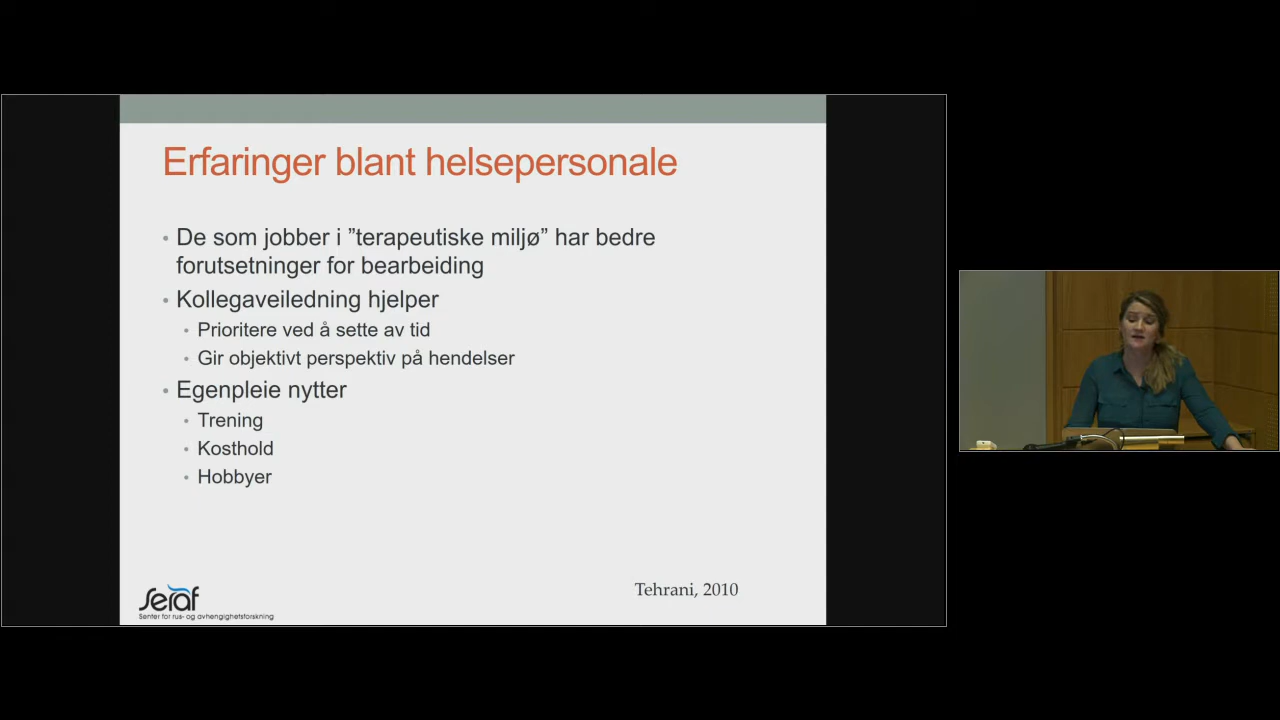 Erfaringer blant helsepersonale
• De som jobber i ”terapeutiske miljø” har bedre
forutsetninger for bearbeiding
• Kollegaveiledning hjelper
• Prioritere ved å sette av tid
• Gir objektivt perspektiv på hendelser
• Egenpleie nytter
• Trening
• Kosthold
• Hobbyer
Tehrani, 2010
seraf
Senter for rus- og avhengighetsforskning